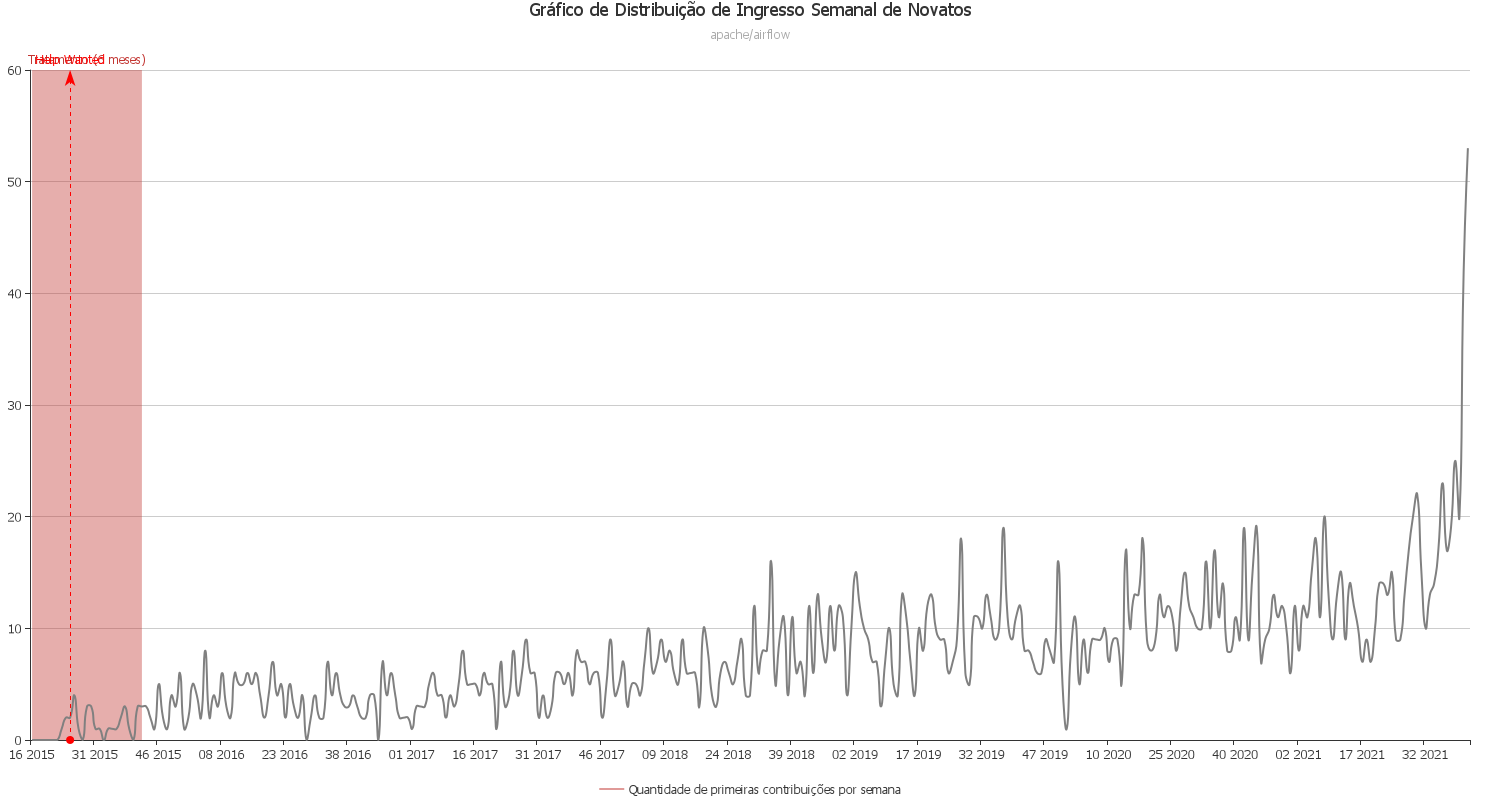 Gráfico de Distribuição de Ingresso Semanal de Novatos
apache/airflow
meses)
60
50
40
30
20
10
0
16 2015 31 2015 46 2015 08 2016 23 2016 38 2016 01 2017 16 2017 31 2017 46 2017 09 2018 24 2018 39 2018 02 2019 17 2019 32 2019 47 2019 10 2020 25 2020 40 2020 02 2021 17 2021 32 2021
Quantidade de primeiras contribuições por semana